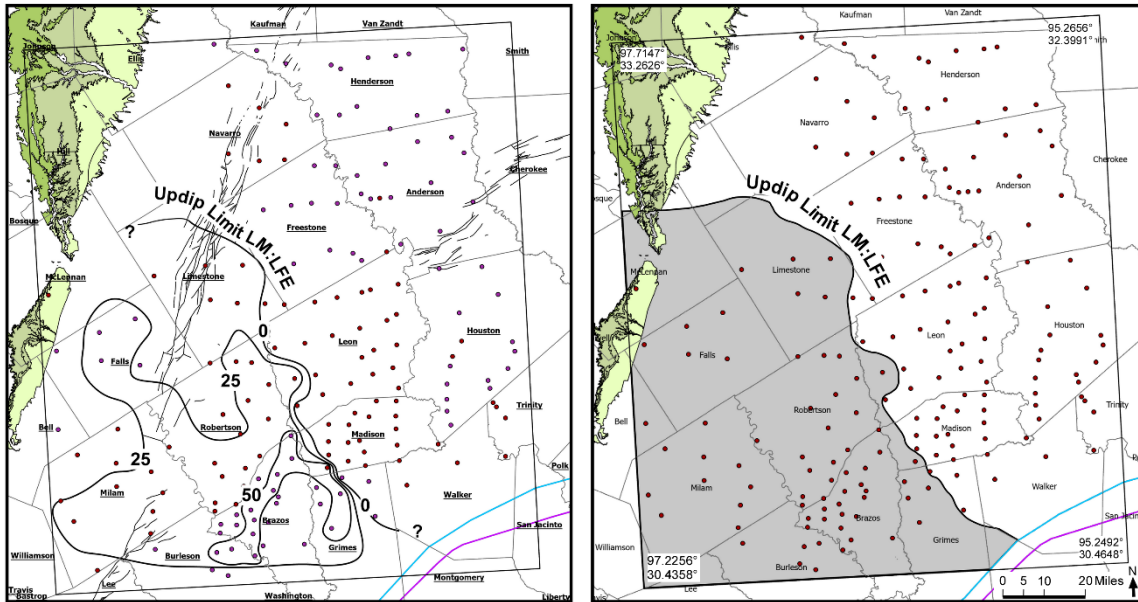 Kaufman
Van Zandt
Johnson
Ellis
Smith
Henderson
Navarro
Hill
Cherokee
Anderson
Bosque
Updip Limit LM:LFE
?
Freestone
McLennan
Limestone
0
Houston
Leon
Falls
25
Trinity
Robertson
Bell
Madison
25
Polk
Milam
50
0
Walker
Brazos
?
San Jacinto
Grimes
Williamson
Burleson
Lee
Montgomery
Travis
Bastrop
Washington
Liberty
Kaufman
Van Zandt
95.2656°
32.3991°
97.7147°
33.2626°
Ellis
Henderson
Navarro
Cherokee
Anderson
Updip Limit LM:LFE
Freestone
McLennan
Limestone
Leon
Houston
Falls
Robertson
Trinity
Bell
Madison
Milam
Walker
Brazos
San Jac
Grimes
Williamson
95.2492°
30.4648°
97.2256°
30.4358°
Burleson
Lee
N
0 5 10 20 Miles